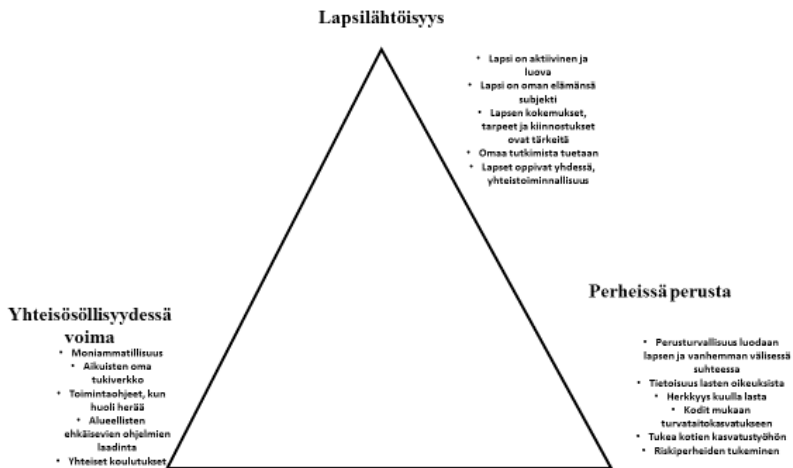 Lapsilähtöisyys
• Lapsi on aktiivinen ja
luova
• Lapsi on oman elämänsä
subjekti
• Lapsen kokemukset,
tarpeet ja kiinnostukset
ovat tärkeitä
• Omaa tutkimista tuetaan
• Lapset oppivat yhdessä,
yhteistoiminnallisuus
Perheissä perusta
• Perusturvallisuus luodaan
lapsen ja vanhemman välisessä
suhteessa
• Tietoisuus lasten oikeuksista
• Herkkyys kuulla lasta
• Kodit mukaan
turvataitokasvatukseen
• Tukea kotien kasvatustyöhön
• Riskiperheiden tukeminen
Yhteisösöllisyydessä
voima
• Moniammatillisuus
• Aikuisten oma
tukiverkko
• Toimintaohjeet, kun
huoli herää
• Alueellisten
ehkäisevien ohjelmien
laadinta
• Yhteiset koulutukset